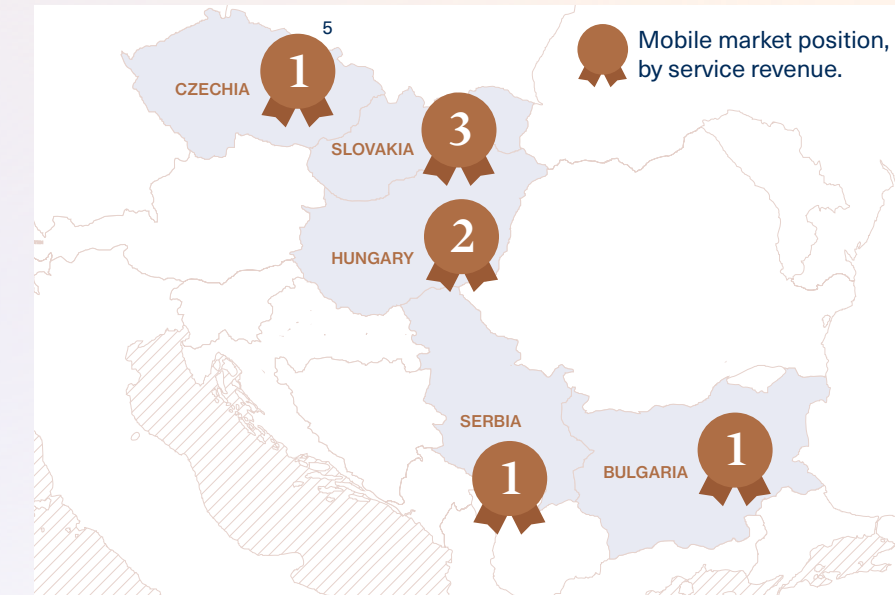 5
Mobile market position,
by service revenue.
CZECHIA
1
SLOVAKIA
3
HUNGARY
2
SERBIA
1
BULGARIA
1